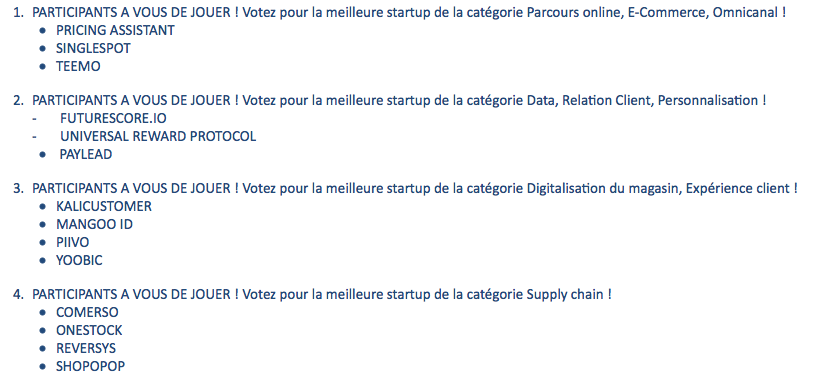 1. PARTICIPANTS A VOUS DE JOUER ! Votez pour la meilleure startup de la catégorie Parcours online, E-Commerce, Omnicanal !
• PRICING ASSISTANT
• SINGLESPOT
• TEEMO
2. PARTICIPANTS A VOUS DE JOUER ! Votez pour la meilleure startup de la catégorie Data, Relation Client, Personnalisation !
- FUTURESCORE.IO
- UNIVERSAL REWARD PROTOCOL
• PAYLEAD
3. PARTICIPANTS A VOUS DE JOUER ! Votez pour la meilleure startup de la catégorie Digitalisation du magasin, Expérience client !
• KALICUSTOMER
• MANGOO ID
• PIIVO
• YOOBIC
4. PARTICIPANTS A VOUS DE JOUER ! Votez pour la meilleure startup de la catégorie Supply chain !
• COMERSO
• ONESTOCK
• REVERSYS
• SHOPOPOP